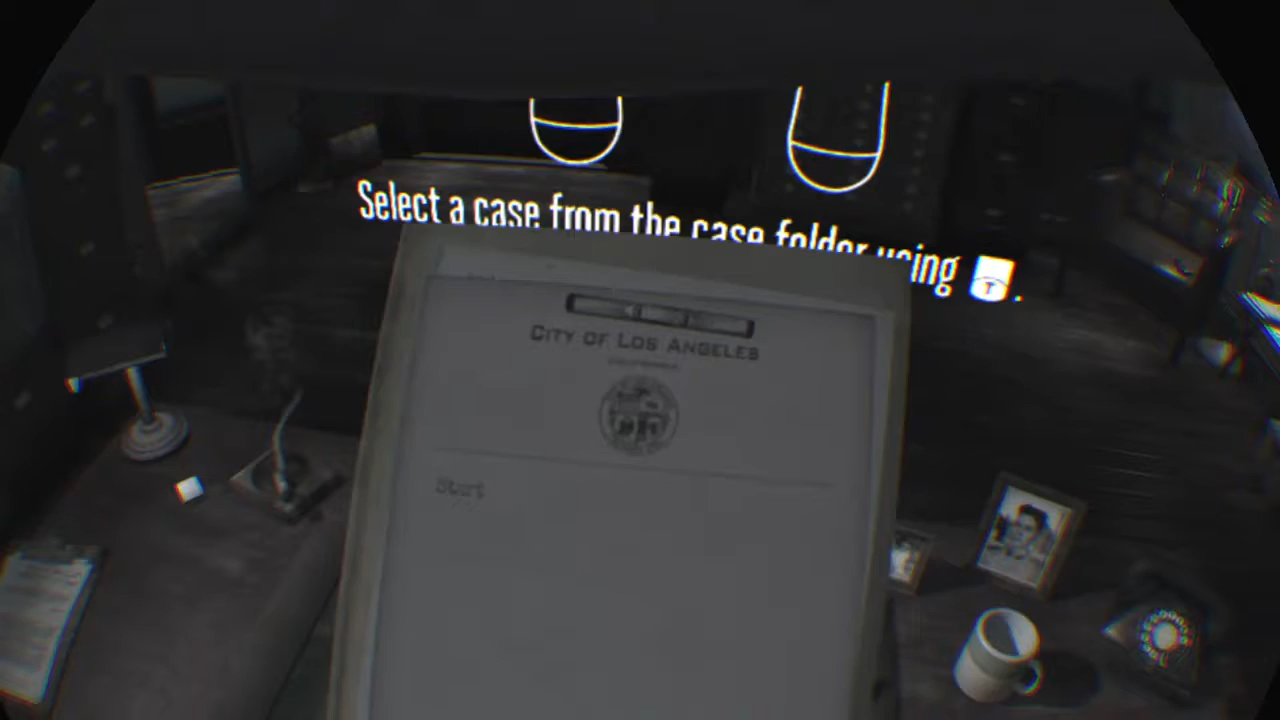 Select a case from the case folder using T.
CITY OF LOS ANGELES
Start